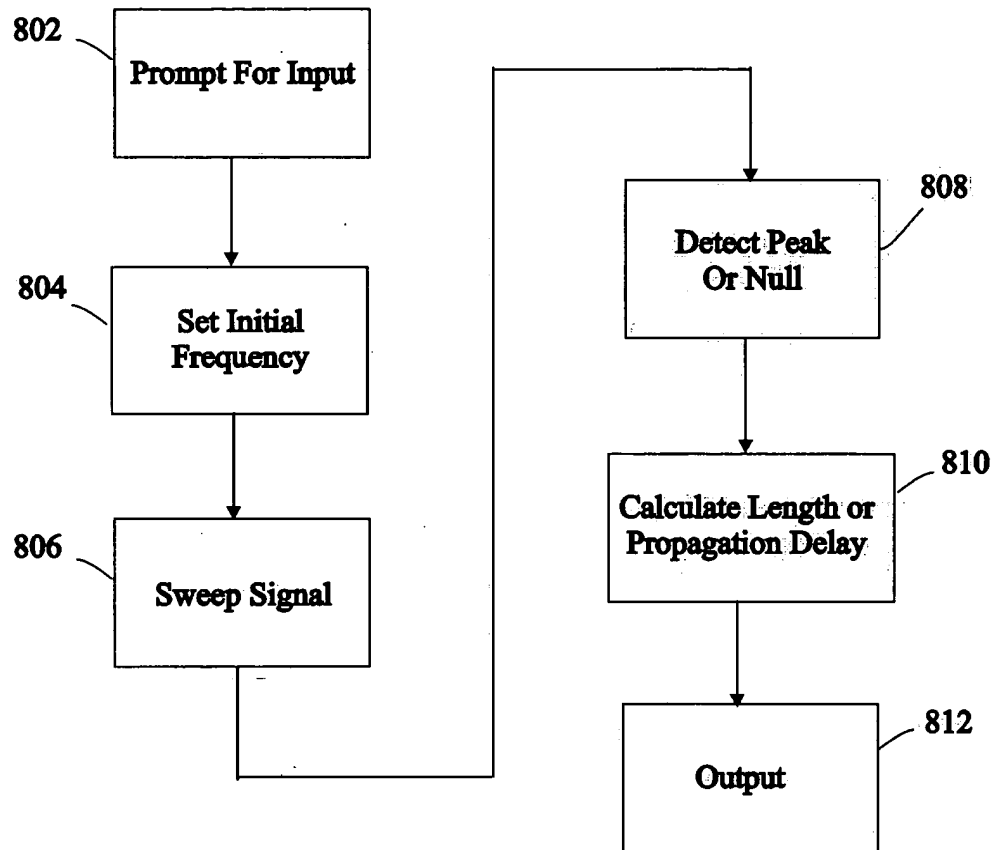 802
Prompt For Input
804
Set Initial
Frequency
806
Sweep Signal
808
Detect Peak
Or Null
810
Calculate Length or
Propagation Delay
812
Output